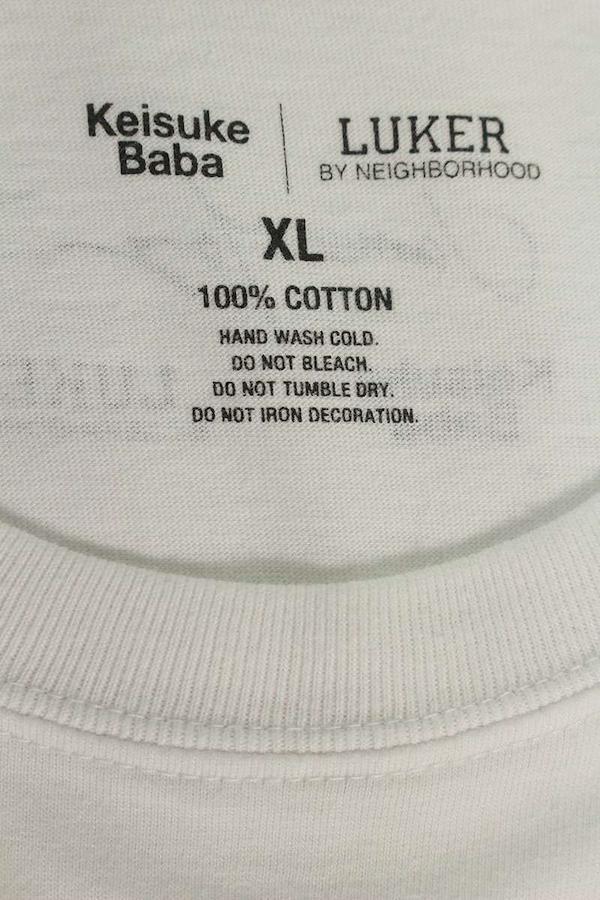 Keisuke
Baba
LUKER
BY NEIGHBORHOOD
XL
100% COTTON
HAND WASH COLD.
DO NOT BLEACH.
DO NOT TUMBLE DRY.
DO NOT IRON DECORATION.